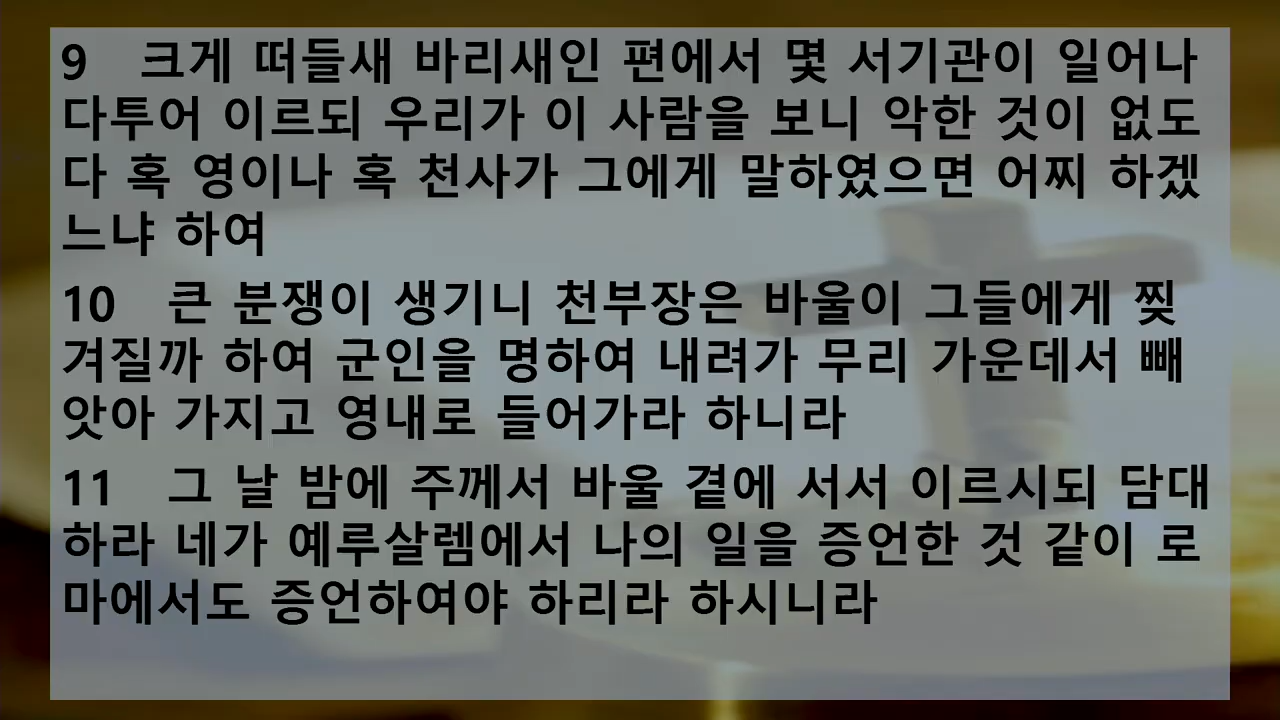 9 크게 떠들새 바리새인 편에서 몇 서기관이 일어나
다투어 이르되 우리가 이 사람을 보니 악한 것이 없도
다 혹 영이나 혹 천사가 그에게 말하였으면 어찌 하겠
느냐 하여
10 큰 분쟁이 생기니 천부장은 바울이 그들에게 찢
겨질까 하여 군인을 명하여 내려가 무리 가운데서 빼
앗아 가지고 영내로 들어가라 하니라
11 그 날 밤에 주께서 바울 곁에 서서 이르시되 담대
하라 네가 예루살렘에서 나의 일을 증언한 것 같이 로
마에서도 증언하여야 하리라 하시니라